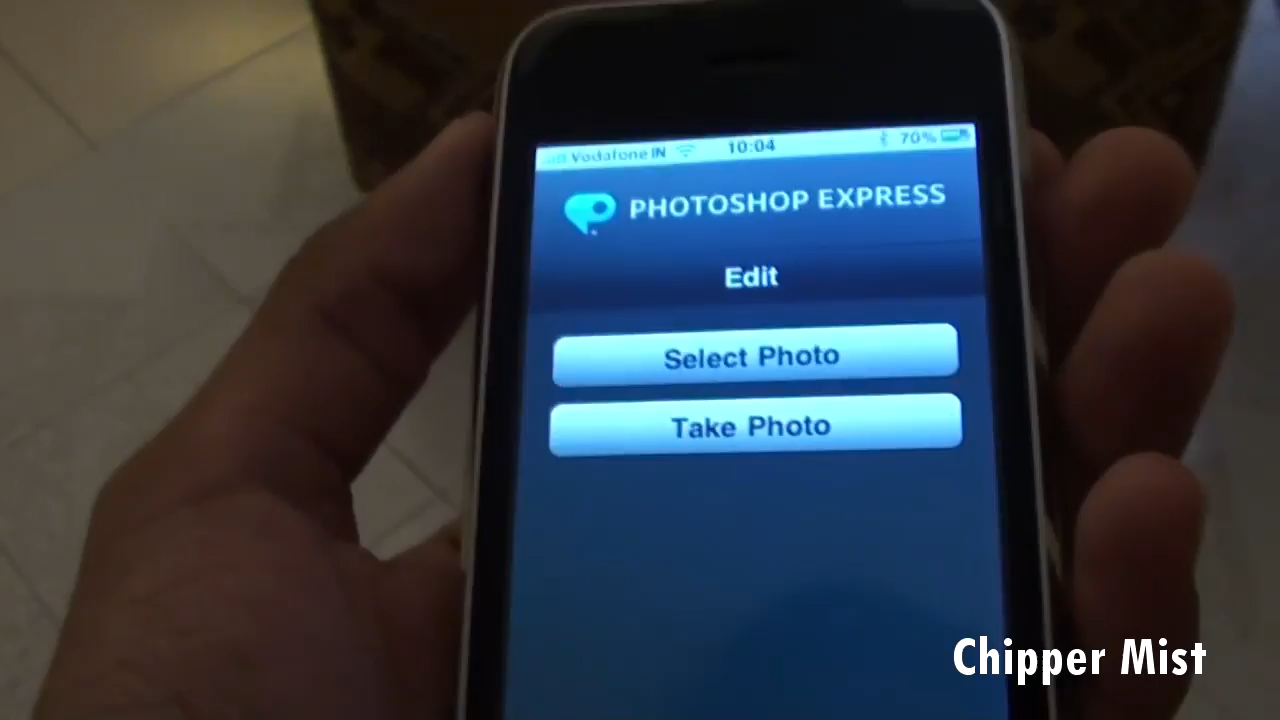 Vodafone IN 10:04 70%
PHOTOSHOP EXPRESS
Edit
Select Photo
Take Photo
Chipper Mist